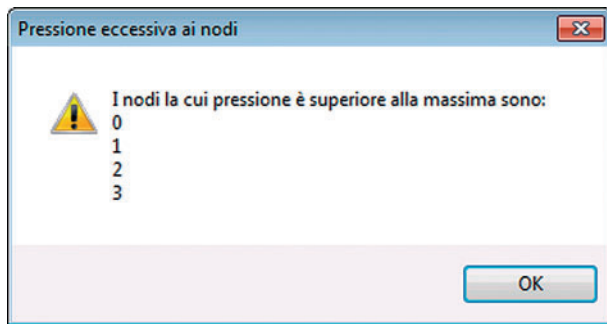 Pressione eccessiva ai nodi
I nodi la cui pressione è superiore alla massima sono:
0
1
2
3
OK